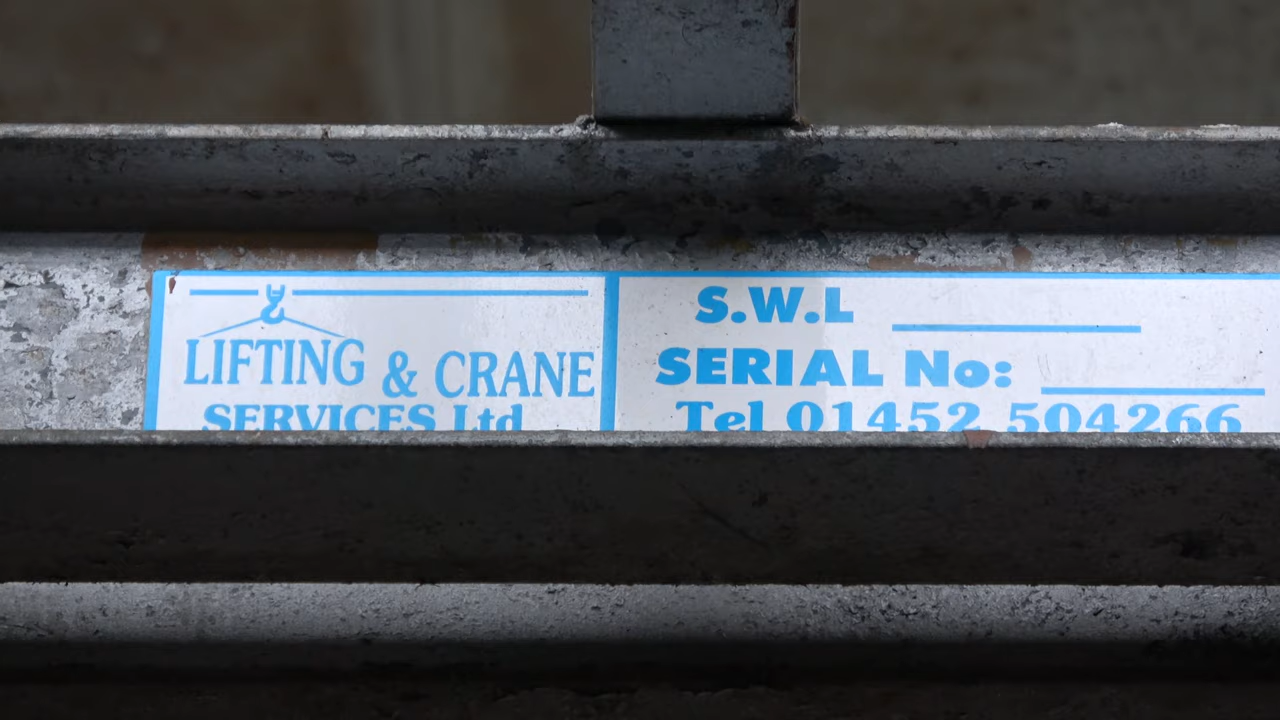 LIFTING & CRANE
SERVICES Ltd
S.W.L
SERIAL No:
Tel 01452 504266